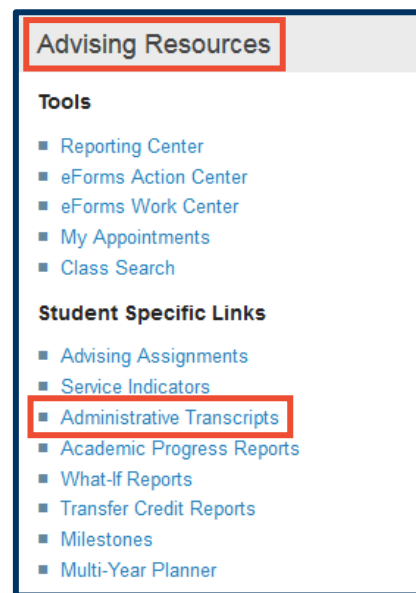 Advising Resources
Tools
Reporting Center
eForms Action Center
eForms Work Center
My Appointments
Class Search
Student Specific Links
Advising Assignments
Service Indicators
Administrative Transcripts
Academic Progress Reports
What-If Reports
Transfer Credit Reports
Milestones
Multi-Year Planner